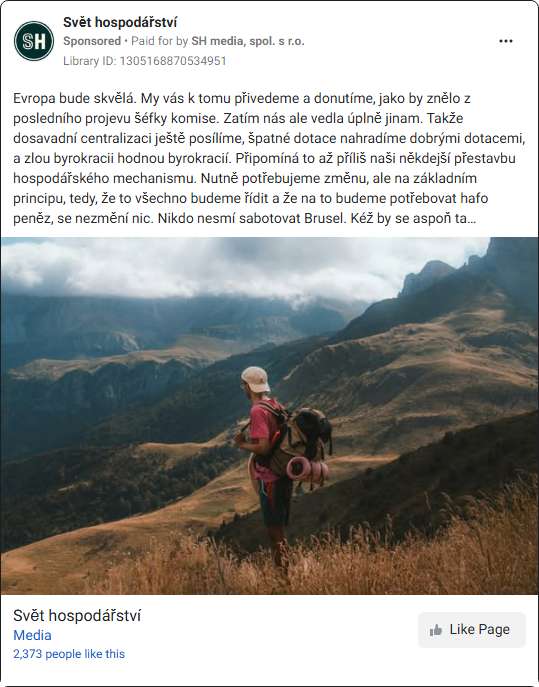 Svět hospodářství
SH
Sponsored • Paid for by SH media, spol. s r.o.
Library ID: 1305168870534951
Evropa bude skvělá. My vás k tomu přivedeme a donutíme, jako by znělo z
posledního projevu šéfky komise. Zatím nás ale vedla úplně jinam. Takže
dosavadní centralizaci ještě posílíme, špatné dotace nahradíme dobrými dotacemi,
a zlou byrokracii hodnou byrokracií. Připomíná to až příliš naši někdejší přestavbu
hospodářského mechanismu. Nutně potřebujeme změnu, ale na základním
principu, tedy, že to všechno budeme řídit a že na to budeme potřebovat hafo
peněz, se nezmění nic. Nikdo nesmí sabotovat Brusel. Kéž by se aspoň ta...
Svět hospodářství
Media
2,373 people like this
Like Page